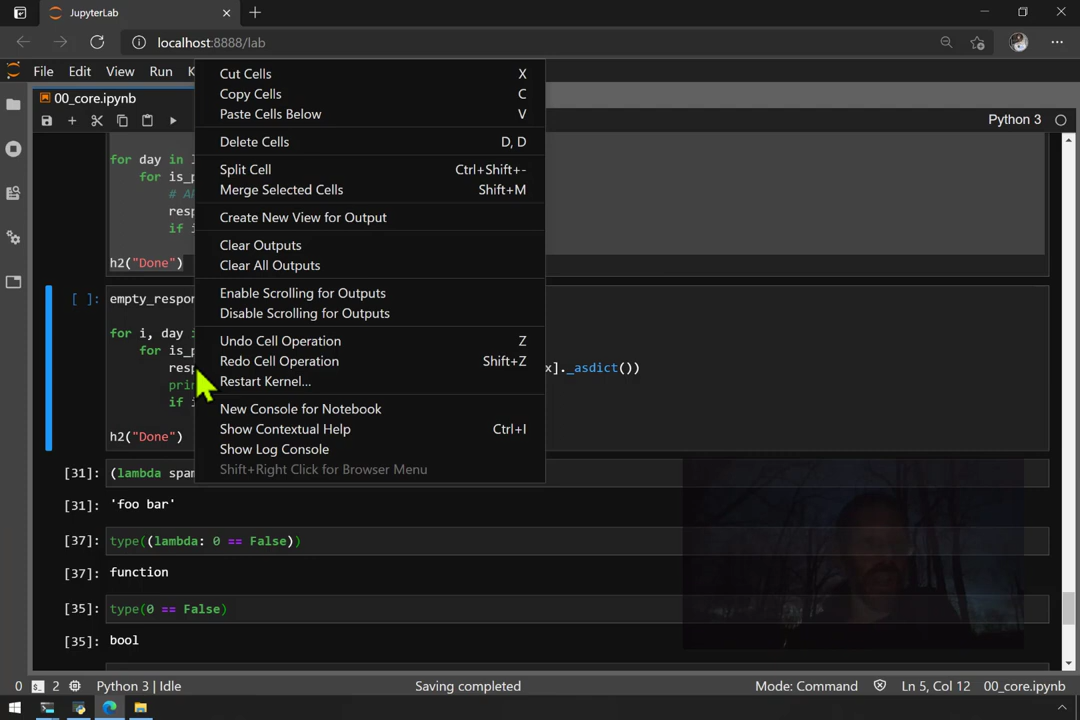 JupyterLab
localhost:8888/lab
File Edit View Run K
00_core.ipynb
Python 3
for day in l
for is_p
# AP
resp
if i
h2("Done")
Cut Cells X
Copy Cells C
Paste Cells Below V
Delete Cells D, D
Split Cell Ctrl+Shift+-
Merge Selected Cells Shift+M
Create New View for Output
Clear Outputs
Clear All Outputs
Enable Scrolling for Outputs
Disable Scrolling for Outputs
Undo Cell Operation Z
Redo Cell Operation Shift+Z
Restart Kernel...
New Console for Notebook
Show Contextual Help Ctrl+I
Show Log Console
Shift+Right Click for Browser Menu
[ ]: empty_respon
for i, day i
for is_p
resp x]._asdict())
prin
if i
h2("Done")
[31]: (lambda spam
[31]: 'foo bar'
[37]: type((lambda: 0 == False))
[37]: function
[35]: type(0 == False)
[35]: bool
0 2 Python 3 | Idle Saving completed Mode: Command Ln 5, Col 12 00_core.ipynb